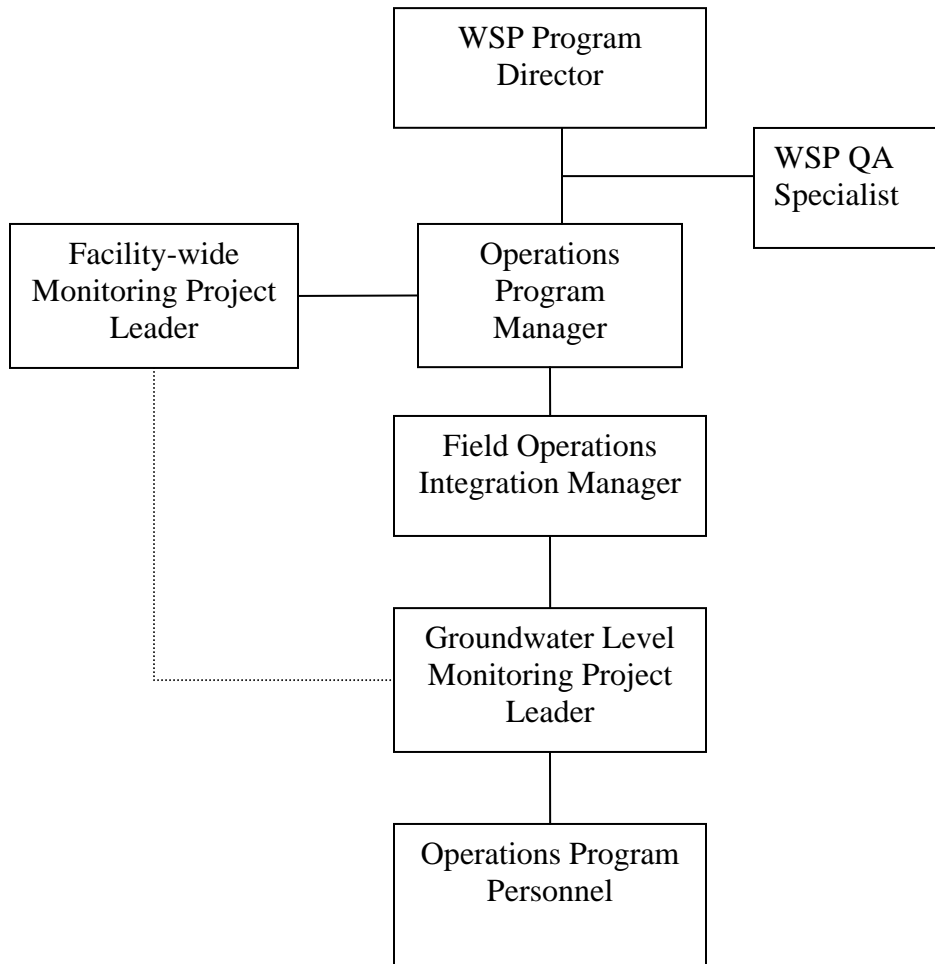 WSP Program
Director
WSP QA
Specialist
Facility-wide
Monitoring Project
Leader
Operations
Program
Manager
Field Operations
Integration Manager
Groundwater Level
Monitoring Project
Leader
Operations Program
Personnel